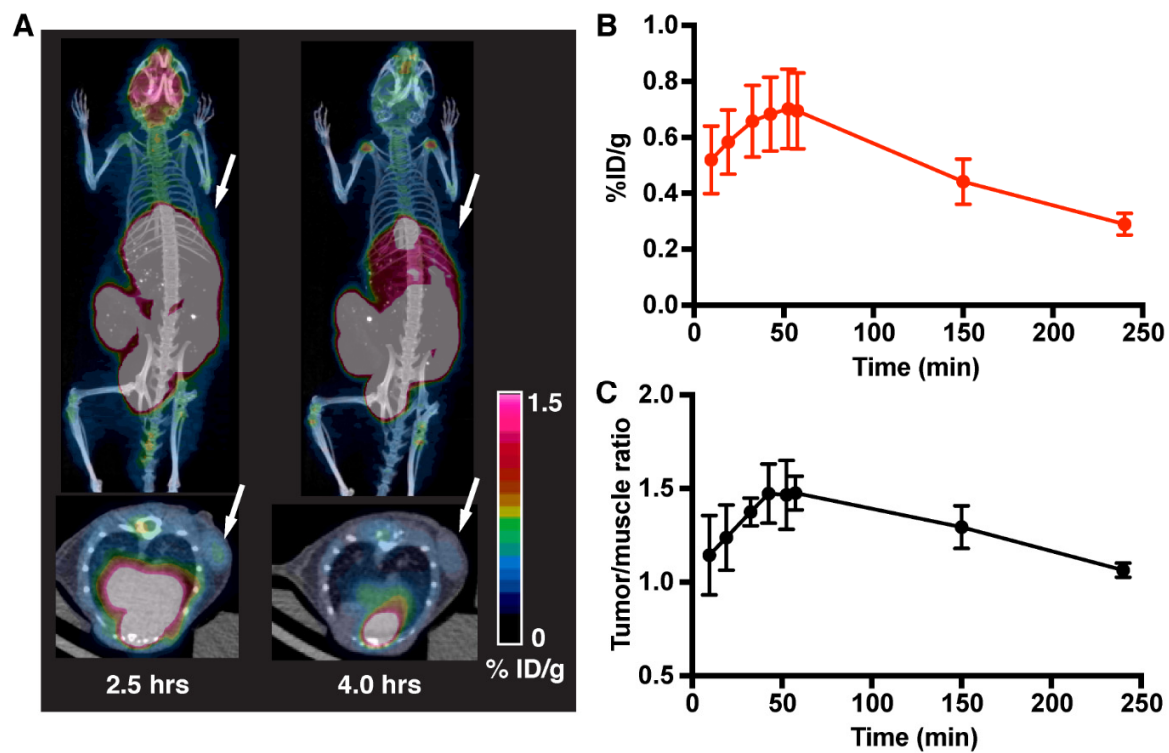 A
1.5
0
% ID/g
2.5 hrs
4.0 hrs
B
1.0
0.8
0.6
0.4
0.2
0.0
%ID/g
0 50 100 150 200 250
Time (min)
C
2.0
1.5
1.0
0.5
Tumor/muscle ratio
0 50 100 150 200 250
Time (min)